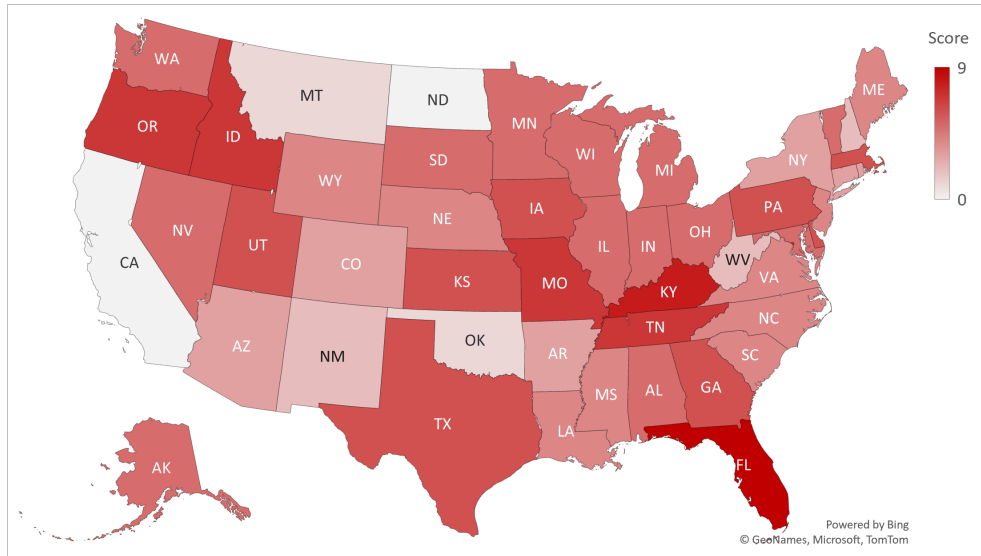 Score
9
0
WA
MT
ND
MN
ME
OR
ID
SD
WI
MI
NY
WY
IA
PA
NE
NV
UT
CO
IL
IN
OH
WV
VA
CA
KS
MO
KY
NC
TN
AZ
NM
OK
AR
SC
MS
AL
GA
TX
LA
FL
AK
Powered by Bing
© GeoNames, Microsoft, TomTom